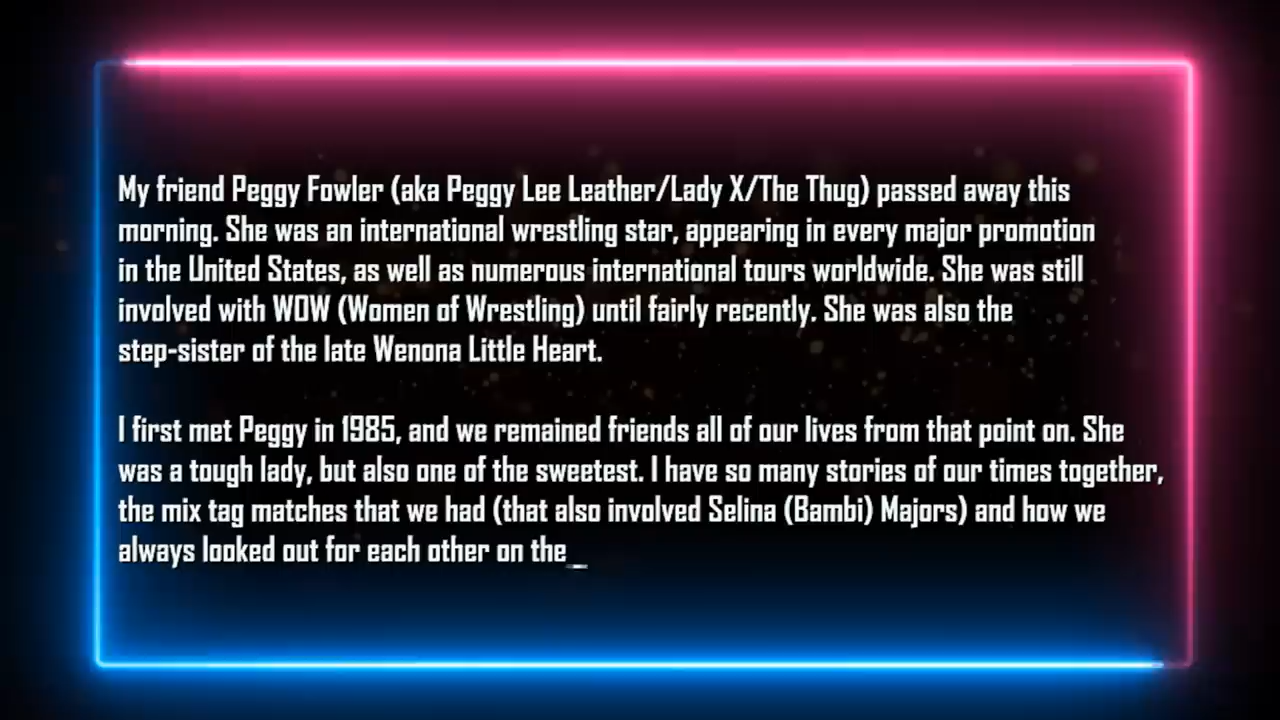 My friend Peggy Fowler (aka Peggy Lee Leather/Lady X/The Thug) passed away this
morning. She was an international wrestling star, appearing in every major promotion
in the United States, as well as numerous international tours worldwide. She was still
involved with WOW (Women of Wrestling) until fairly recently. She was also the
step-sister of the late Wenona Little Heart.
I first met Peggy in 1985, and we remained friends all of our lives from that point on. She
was a tough lady, but also one of the sweetest. I have so many stories of our times together,
the mix tag matches that we had (that also involved Selina (Bambi) Majors) and how we
always looked out for each other on the_